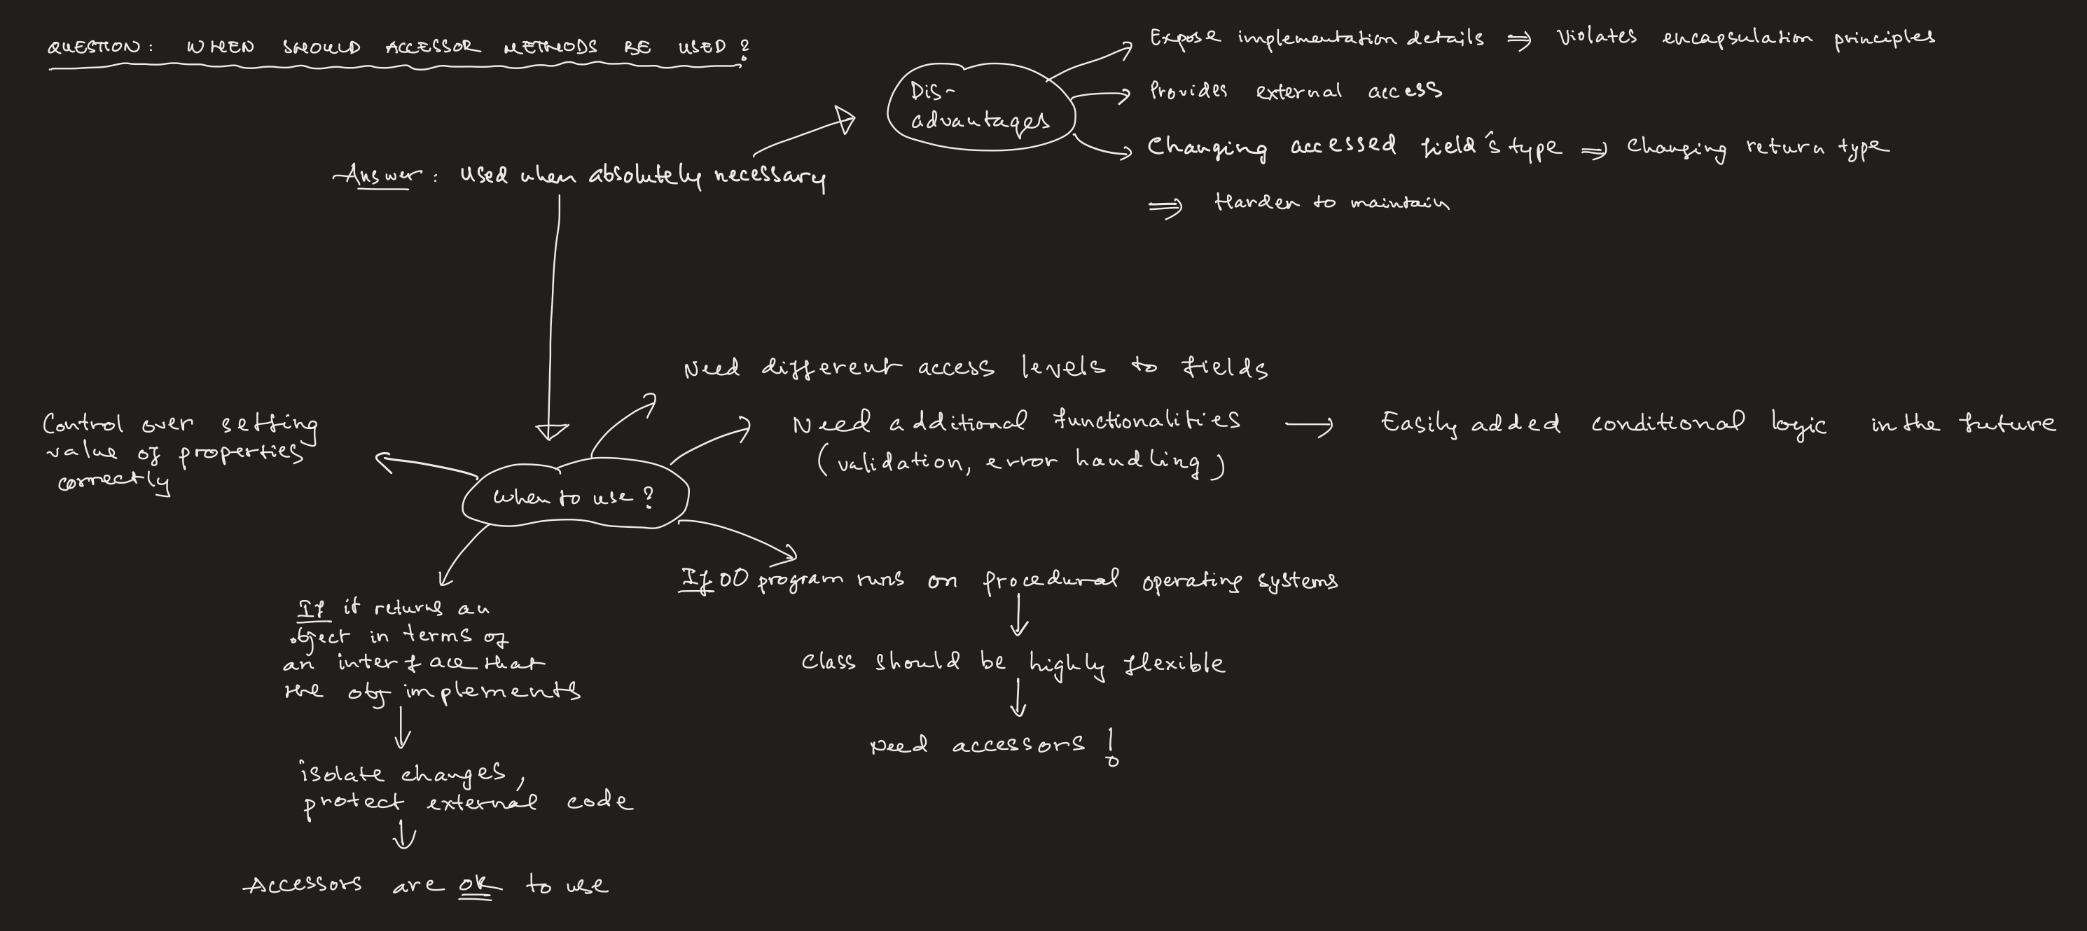 QUESTION: WHEN SHOULD ACCESSOR METHODS BE USED?
Answer: Used when absolutely necessary
Dis-
advantages
Expose implementation details ⇒ Violates encapsulation principles
Provides external access
Changing accessed field's type ⇒ Changing return type
⇒ Harder to maintain
When to use?
Need different access levels to fields
Need additional functionalities → Easily added conditional logic in the future
(validation, error handling)
Control over setting
value of properties
correctly
If OO program runs on procedural operating systems
Class should be highly flexible
Need accessors!
If it returns an
object in terms of
an interface that
the obj implements
isolate changes,
protect external code
Accessors are OK to use